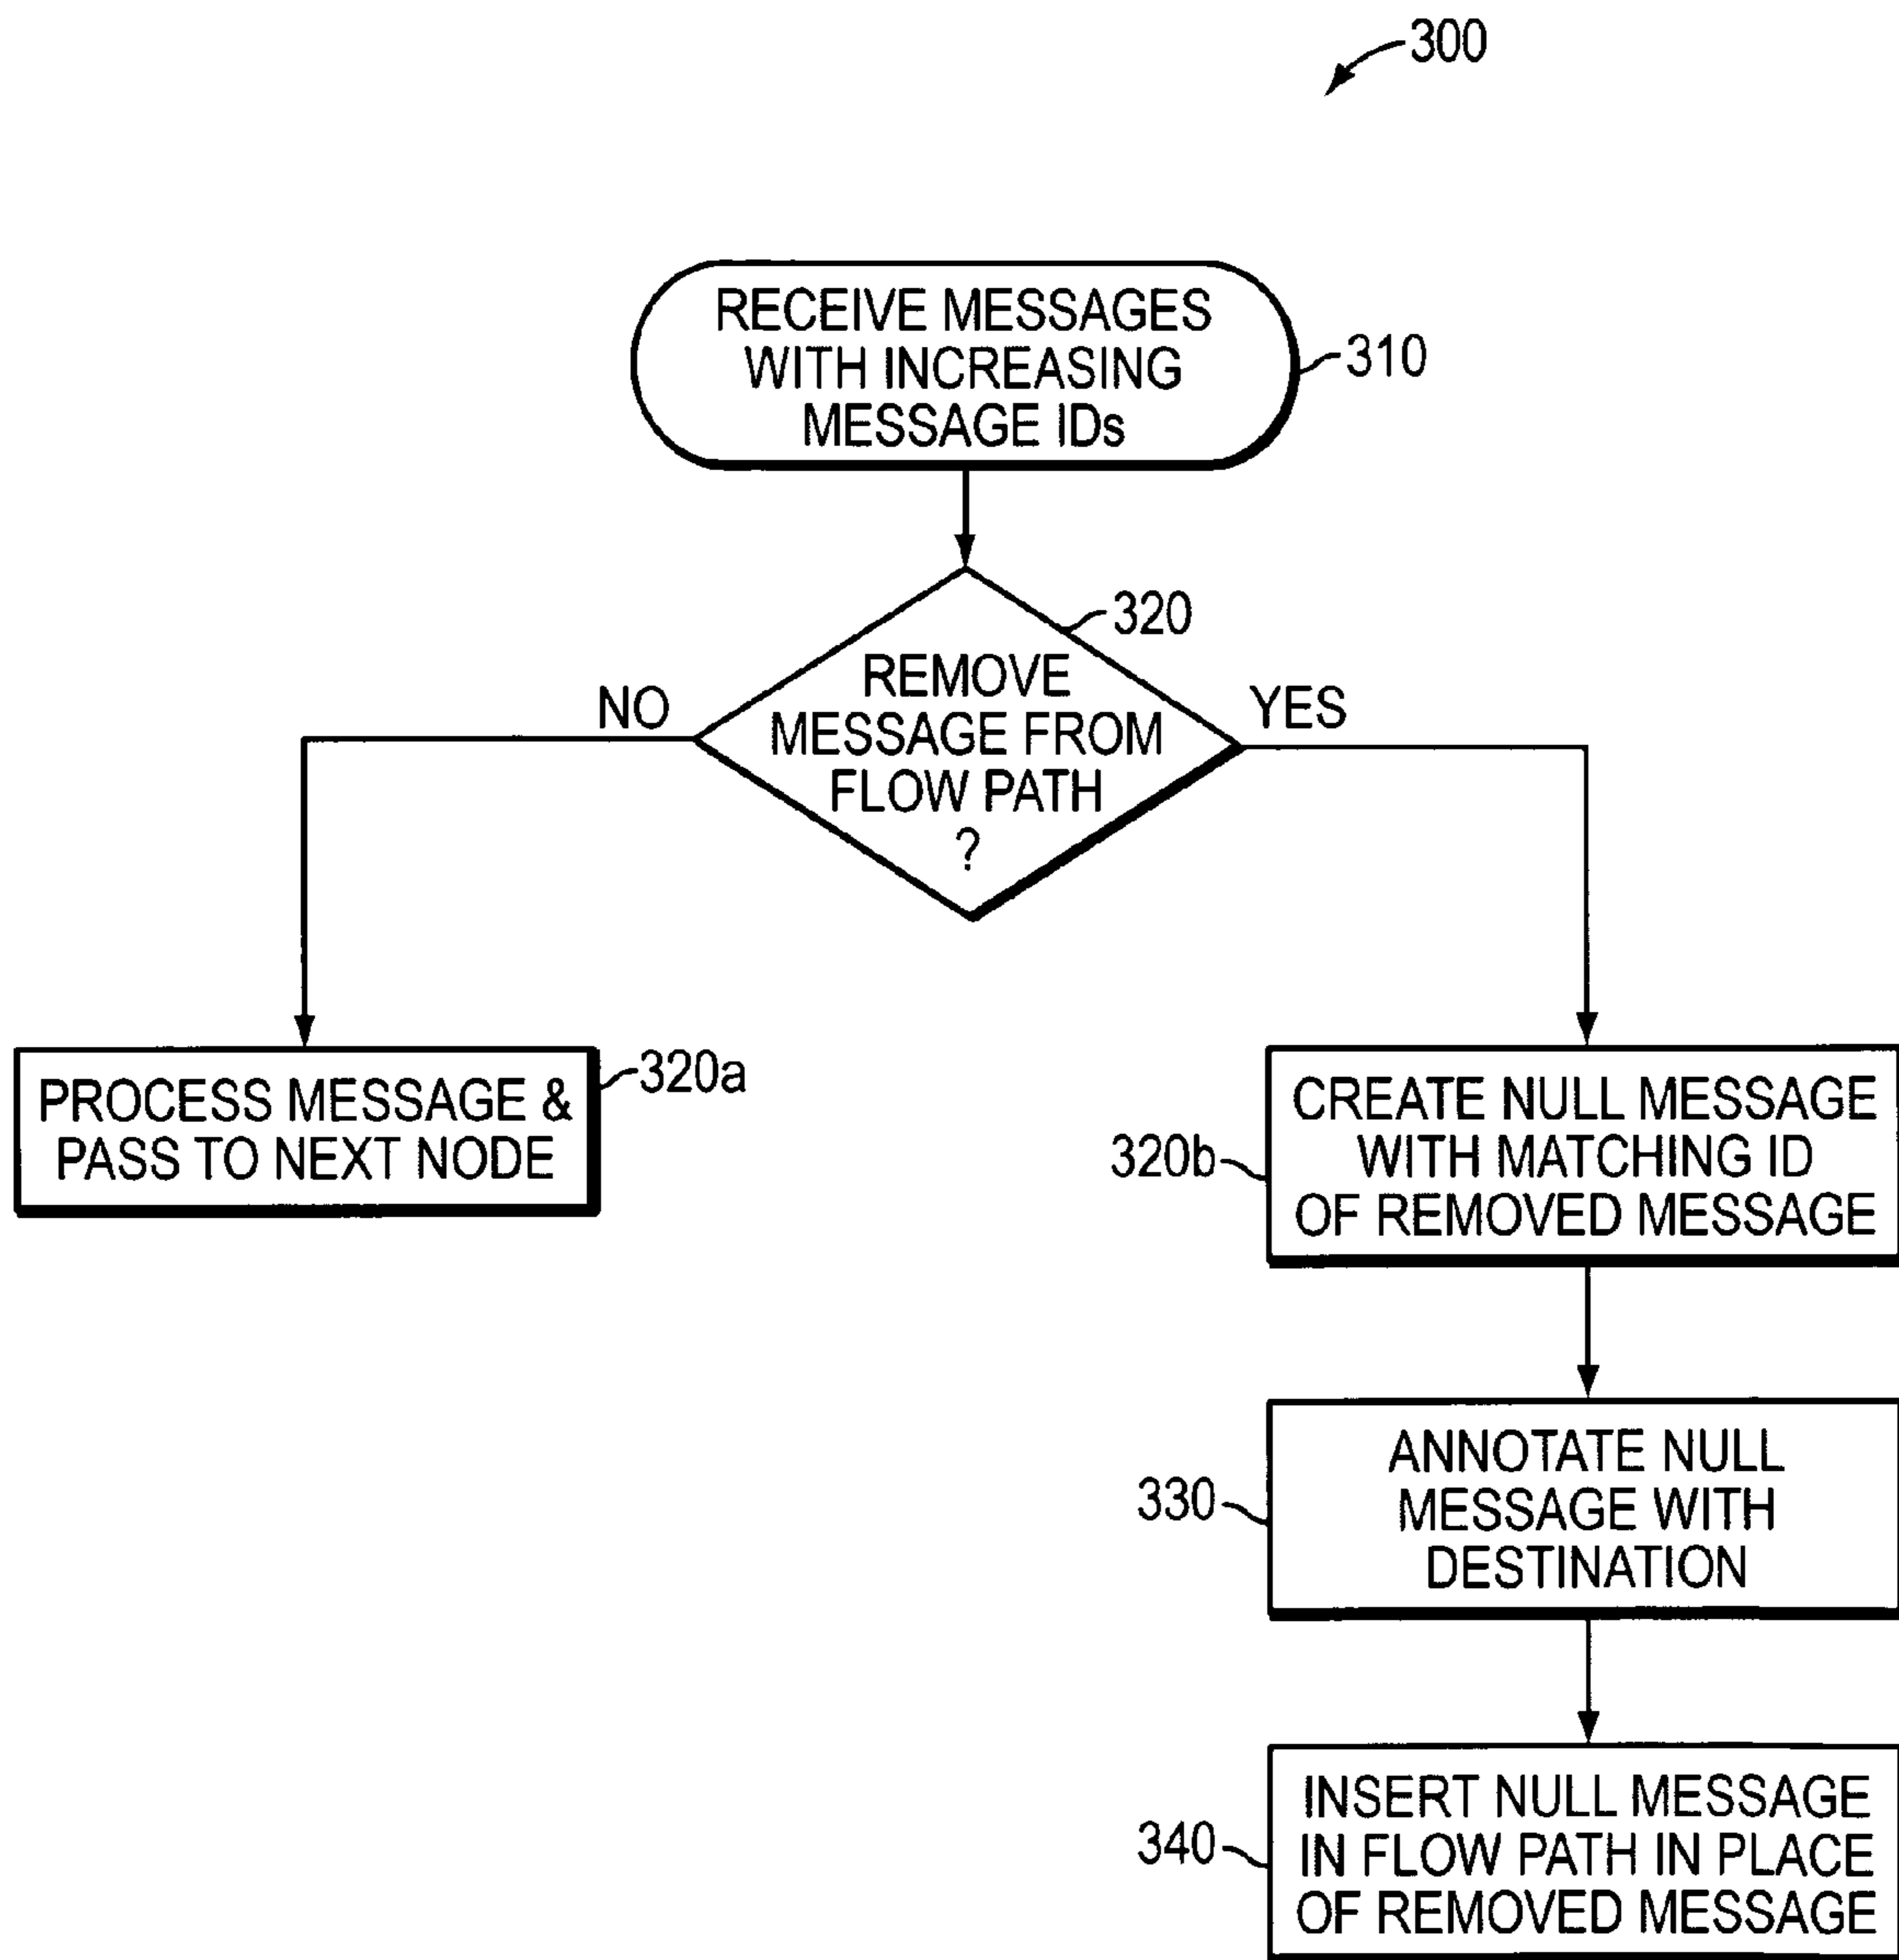 300
RECEIVE MESSAGES
WITH INCREASING
MESSAGE IDs
310
320
REMOVE
MESSAGE FROM
FLOW PATH
?
NO
YES
PROCESS MESSAGE &
PASS TO NEXT NODE
320a
CREATE NULL MESSAGE
WITH MATCHING ID
OF REMOVED MESSAGE
320b
ANNOTATE NULL
MESSAGE WITH
DESTINATION
330
INSERT NULL MESSAGE
IN FLOW PATH IN PLACE
OF REMOVED MESSAGE
340